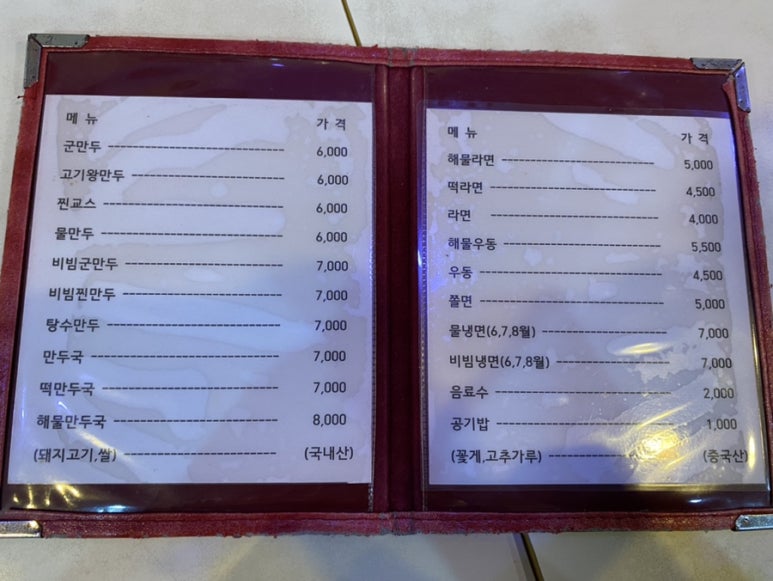 메 뉴 가 격
군만두 ------------------------ 6,000
고기왕만두 ------------------------ 6,000
찐교스 ------------------------ 6,000
물만두 ------------------------ 6,000
비빔군만두 ------------------------ 7,000
비빔찐만두 ------------------------ 7,000
탕수만두 ------------------------ 7,000
만두국 ------------------------ 7,000
떡만두국 ------------------------ 7,000
해물만두국 ------------------------ 8,000
(돼지고기,쌀) ------------------------ (국내산)
메 뉴 가 격
해물라면 ------------------------ 5,000
떡라면 ------------------------ 4,500
라면 ------------------------ 4,000
해물우동 ------------------------ 5,500
우동 ------------------------ 4,500
쫄면 ------------------------ 5,000
물냉면(6,7,8월) ------------------ 7,000
비빔냉면(6,7,8월) ------------------ 7,000
음료수 ------------------------ 2,000
공기밥 ------------------------ 1,000
(꽃게,고추가루) ------------------ (중국산)